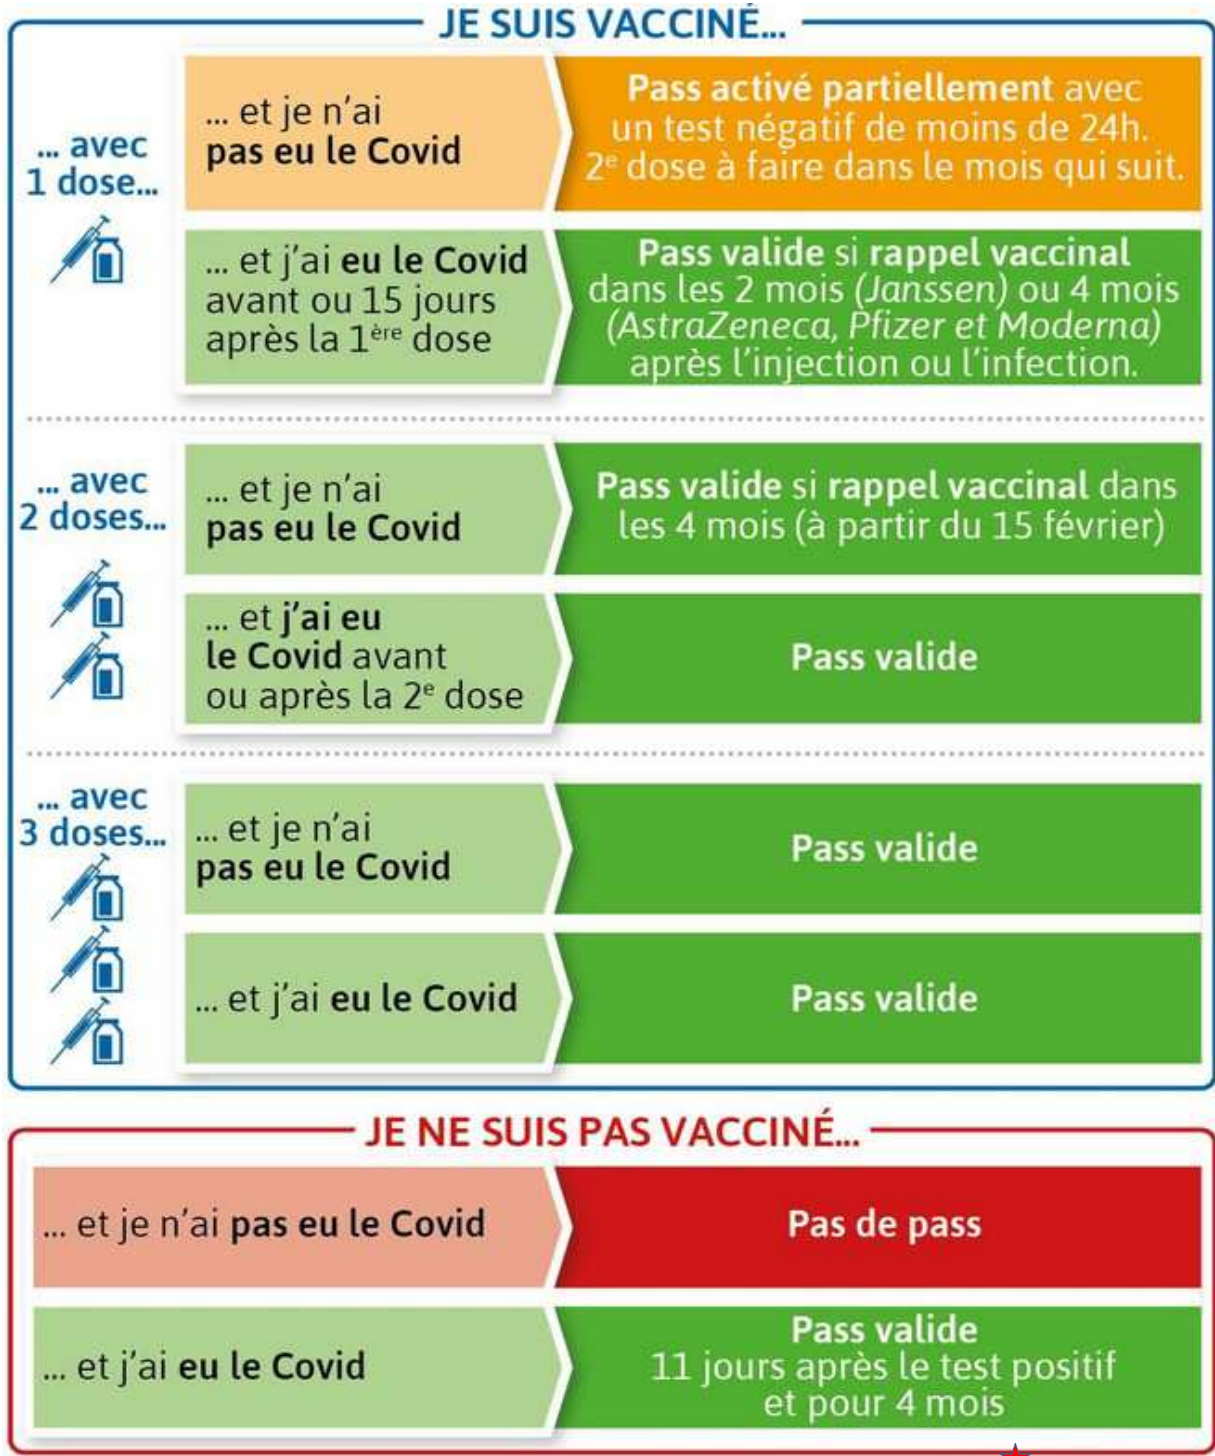 JE SUIS VACCINÉ...
... avec
1 dose...
... et je n'ai
pas eu le Covid
Pass activé partiellement avec
un test négatif de moins de 24h.
2e dose à faire dans le mois qui suit.
... et j'ai eu le Covid
avant ou 15 jours
après la 1ère dose
Pass valide si rappel vaccinal
dans les 2 mois (Janssen) ou 4 mois
(AstraZeneca, Pfizer et Moderna)
après l'injection ou l'infection.
... avec
2 doses...
... et je n'ai
pas eu le Covid
Pass valide si rappel vaccinal dans
les 4 mois (à partir du 15 février)
... et j'ai eu
le Covid avant
ou après la 2e dose
Pass valide
... avec
3 doses...
... et je n'ai
pas eu le Covid
Pass valide
... et j'ai eu le Covid
Pass valide
JE NE SUIS PAS VACCINÉ...
... et je n'ai pas eu le Covid
Pas de pass
... et j'ai eu le Covid
Pass valide
11 jours après le test positif
et pour 4 mois